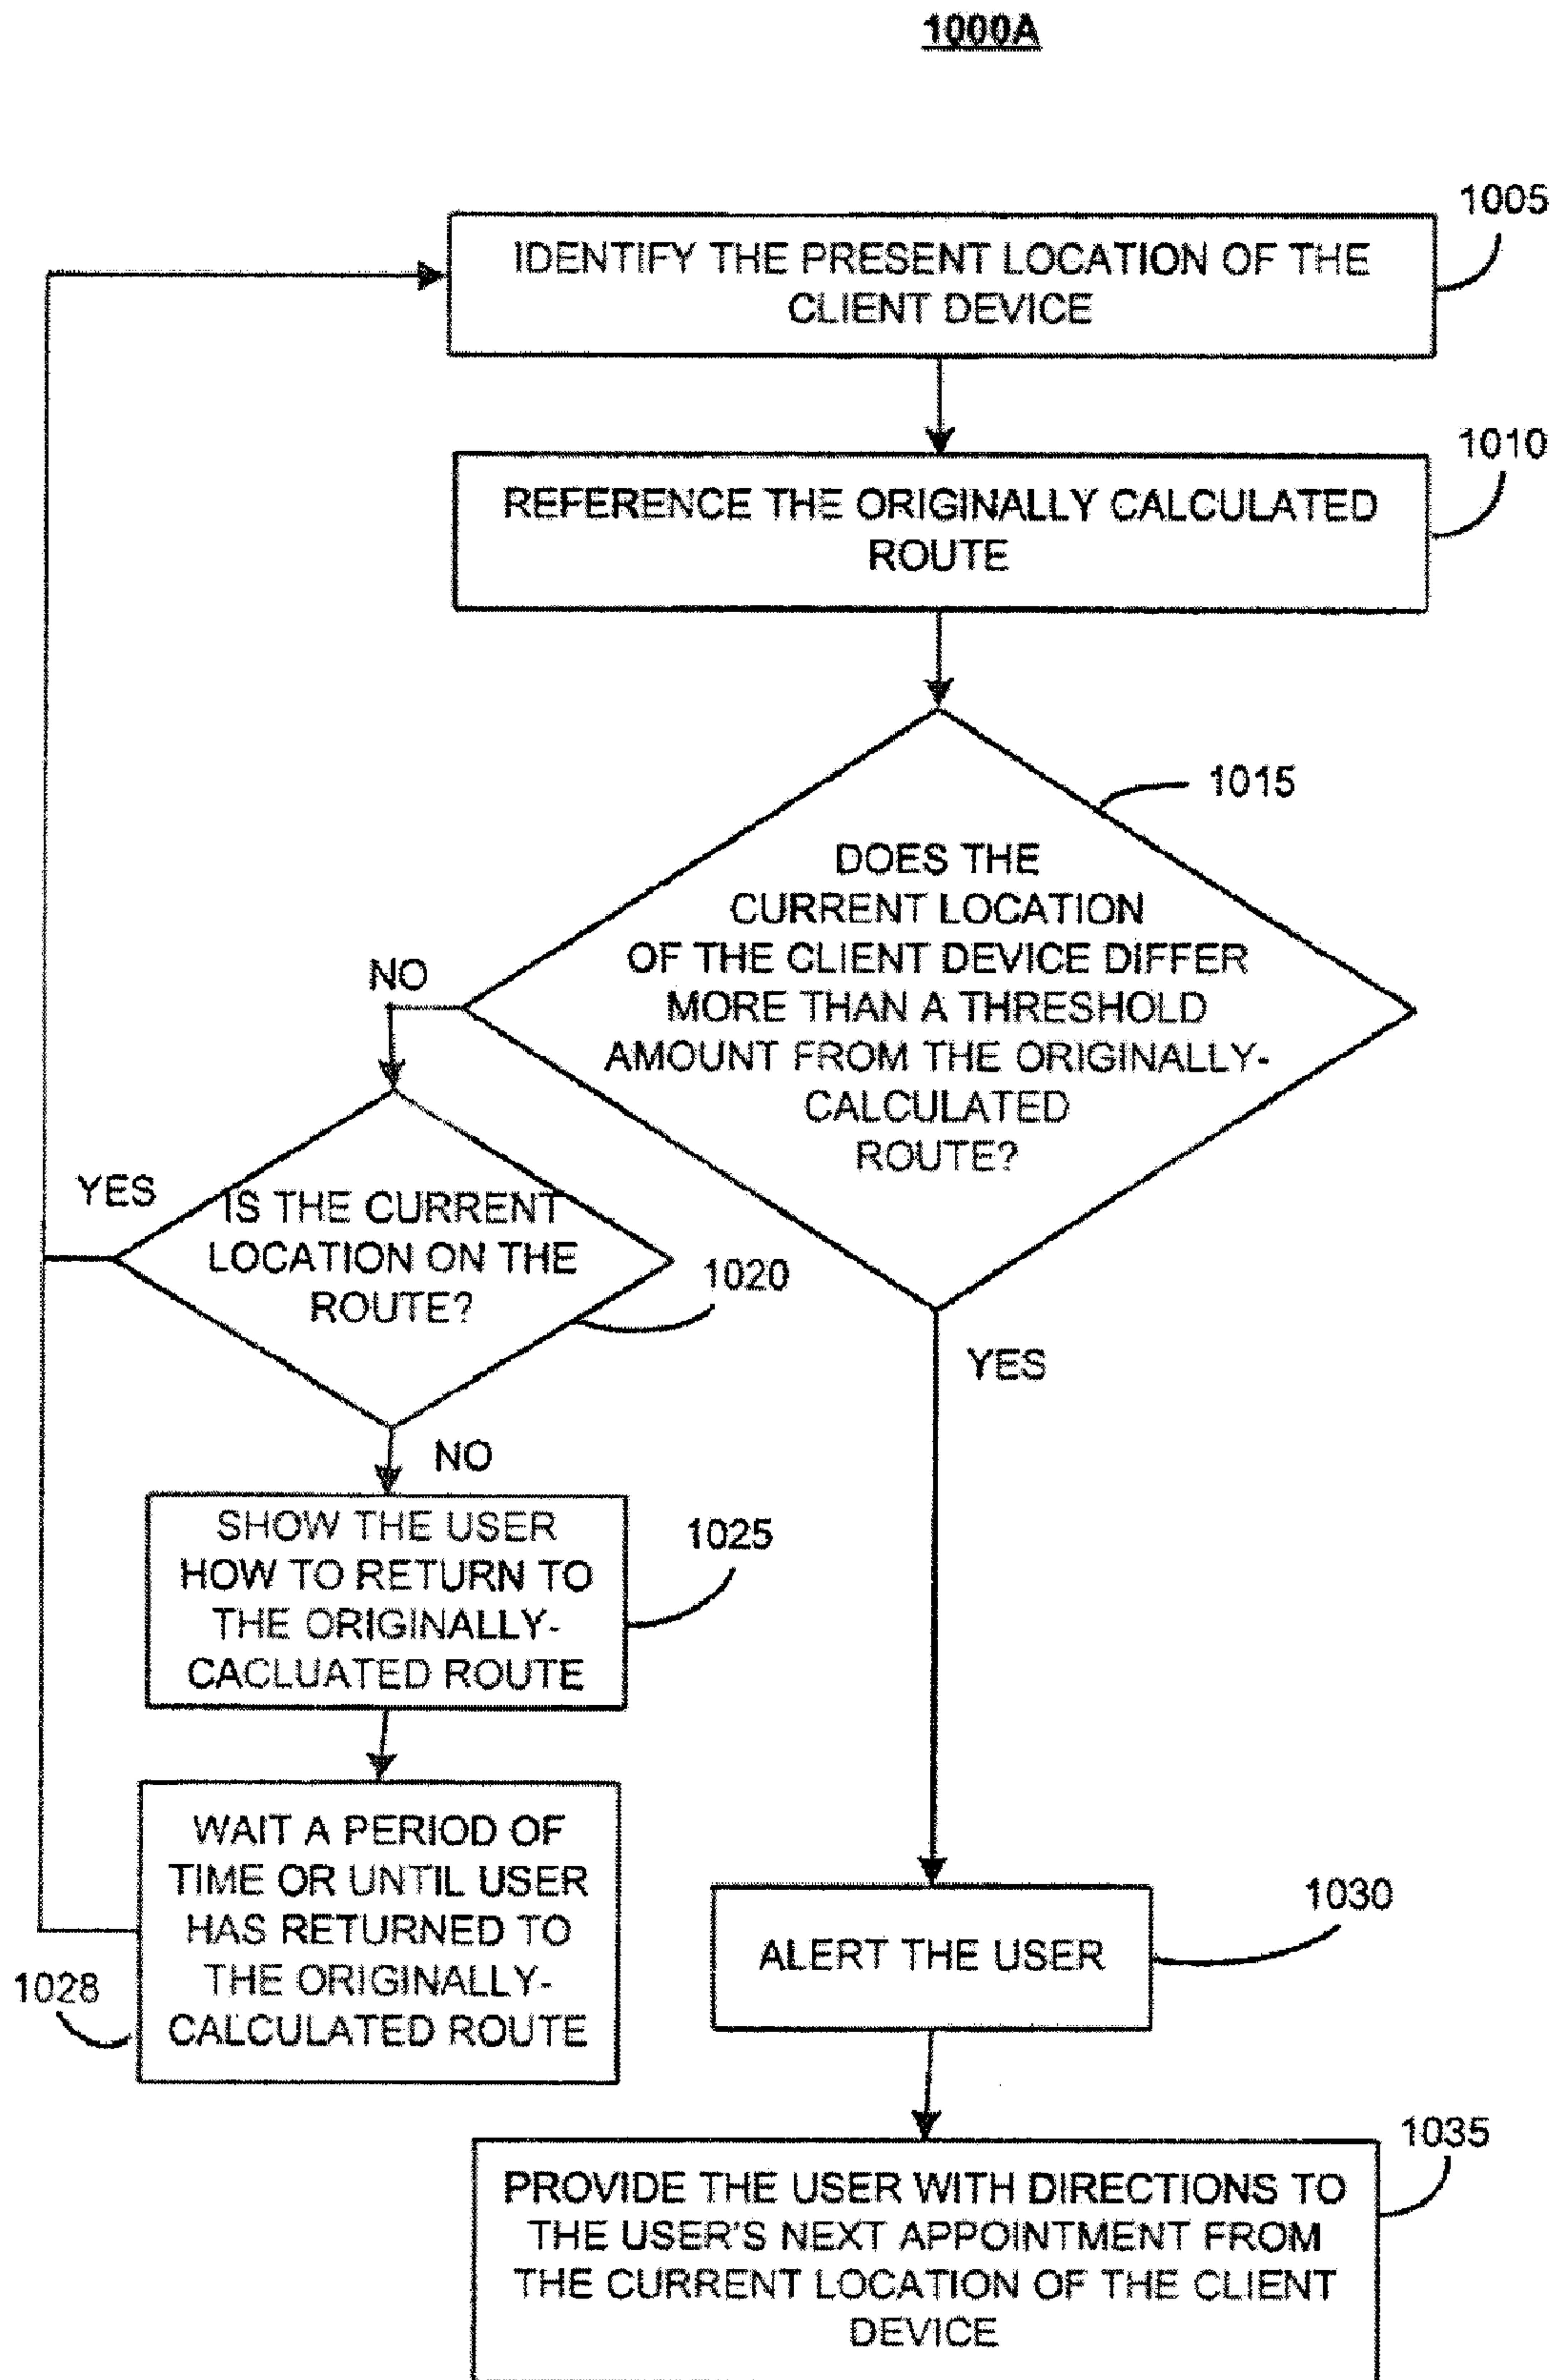 1000A
1005
IDENTIFY THE PRESENT LOCATION OF THE
CLIENT DEVICE
1010
REFERENCE THE ORIGINALLY CALCULATED
ROUTE
1015
DOES THE
CURRENT LOCATION
OF THE CLIENT DEVICE DIFFER
MORE THAN A THRESHOLD
AMOUNT FROM THE ORIGINALLY-
CALCULATED
ROUTE?
NO
YES
IS THE CURRENT
LOCATION ON THE
ROUTE?
1020
YES
NO
SHOW THE USER
HOW TO RETURN TO
THE ORIGINALLY-
CACLUATED ROUTE
1025
WAIT A PERIOD OF
TIME OR UNTIL USER
HAS RETURNED TO
THE ORIGINALLY-
CALCULATED ROUTE
1028
ALERT THE USER
1030
1035
PROVIDE THE USER WITH DIRECTIONS TO
THE USER'S NEXT APPOINTMENT FROM
THE CURRENT LOCATION OF THE CLIENT
DEVICE